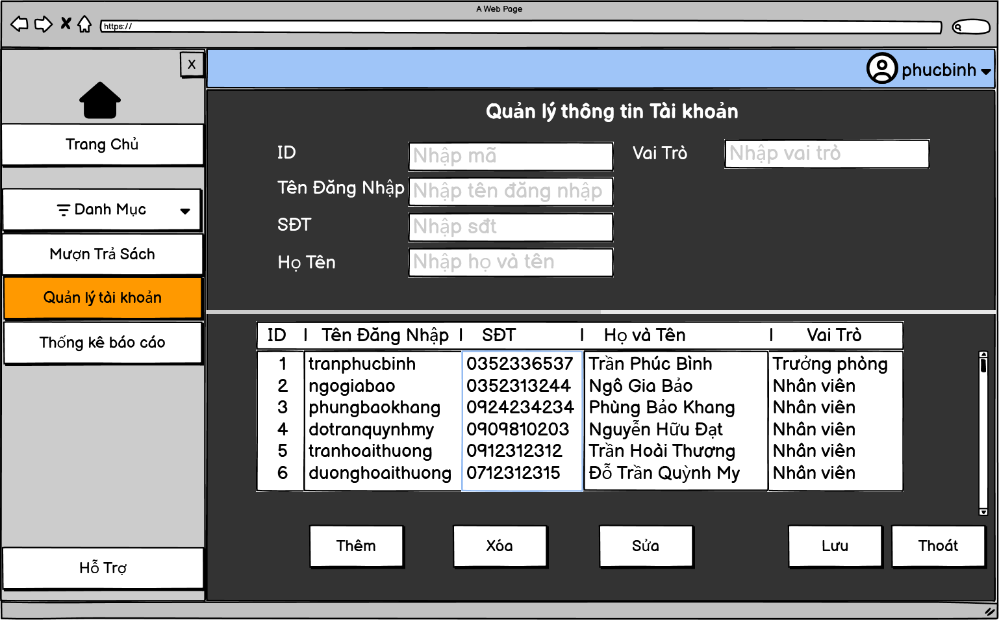 A Web Page
https://
X
phucbinh
Trang Chủ
Danh Mục
Mượn Trả Sách
Quản lý tài khoản
Thống kê báo cáo
Hỗ Trợ
Quản lý thông tin Tài khoản
ID Nhập mã Vai Trò Nhập vai trò
Tên Đăng Nhập Nhập tên đăng nhập
SĐT Nhập sđt
Họ Tên Nhập họ và tên
ID | Tên Đăng Nhập | SĐT | Họ và Tên | Vai Trò
1 tranphucbinh 0352336537 Trần Phúc Bình Trưởng phòng
2 ngogiabao 0352313244 Ngô Gia Bảo Nhân viên
3 phungbaokhang 0924234234 Phùng Bảo Khang Nhân viên
4 dotranquynhmy 0909810203 Nguyễn Hữu Đạt Nhân viên
5 tranhoaithuong 0912312312 Trần Hoài Thương Nhân viên
6 duonghoaithuong 0712312315 Đỗ Trần Quỳnh My Nhân viên
Thêm Xóa Sửa Lưu Thoát